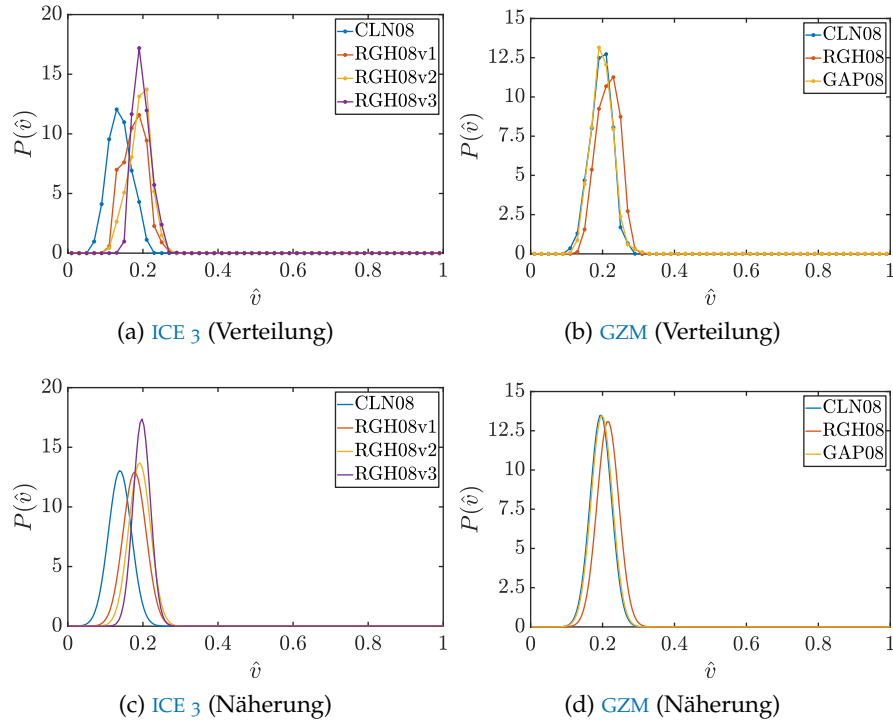 20
15
10
5
0
P(v̂)
0 0.2 0.4 0.6 0.8 1
v̂
CLN08
RGH08v1
RGH08v2
RGH08v3
(a) ICE 3 (Verteilung)
15
12.5
10
7.5
5
2.5
0
P(v̂)
0 0.2 0.4 0.6 0.8 1
v̂
CLN08
RGH08
GAP08
(b) GZM (Verteilung)
20
15
10
5
0
P(v̂)
0 0.2 0.4 0.6 0.8 1
v̂
CLN08
RGH08v1
RGH08v2
RGH08v3
(c) ICE 3 (Näherung)
15
12.5
10
7.5
5
2.5
0
P(v̂)
0 0.2 0.4 0.6 0.8 1
v̂
CLN08
RGH08
GAP08
(d) GZM (Näherung)